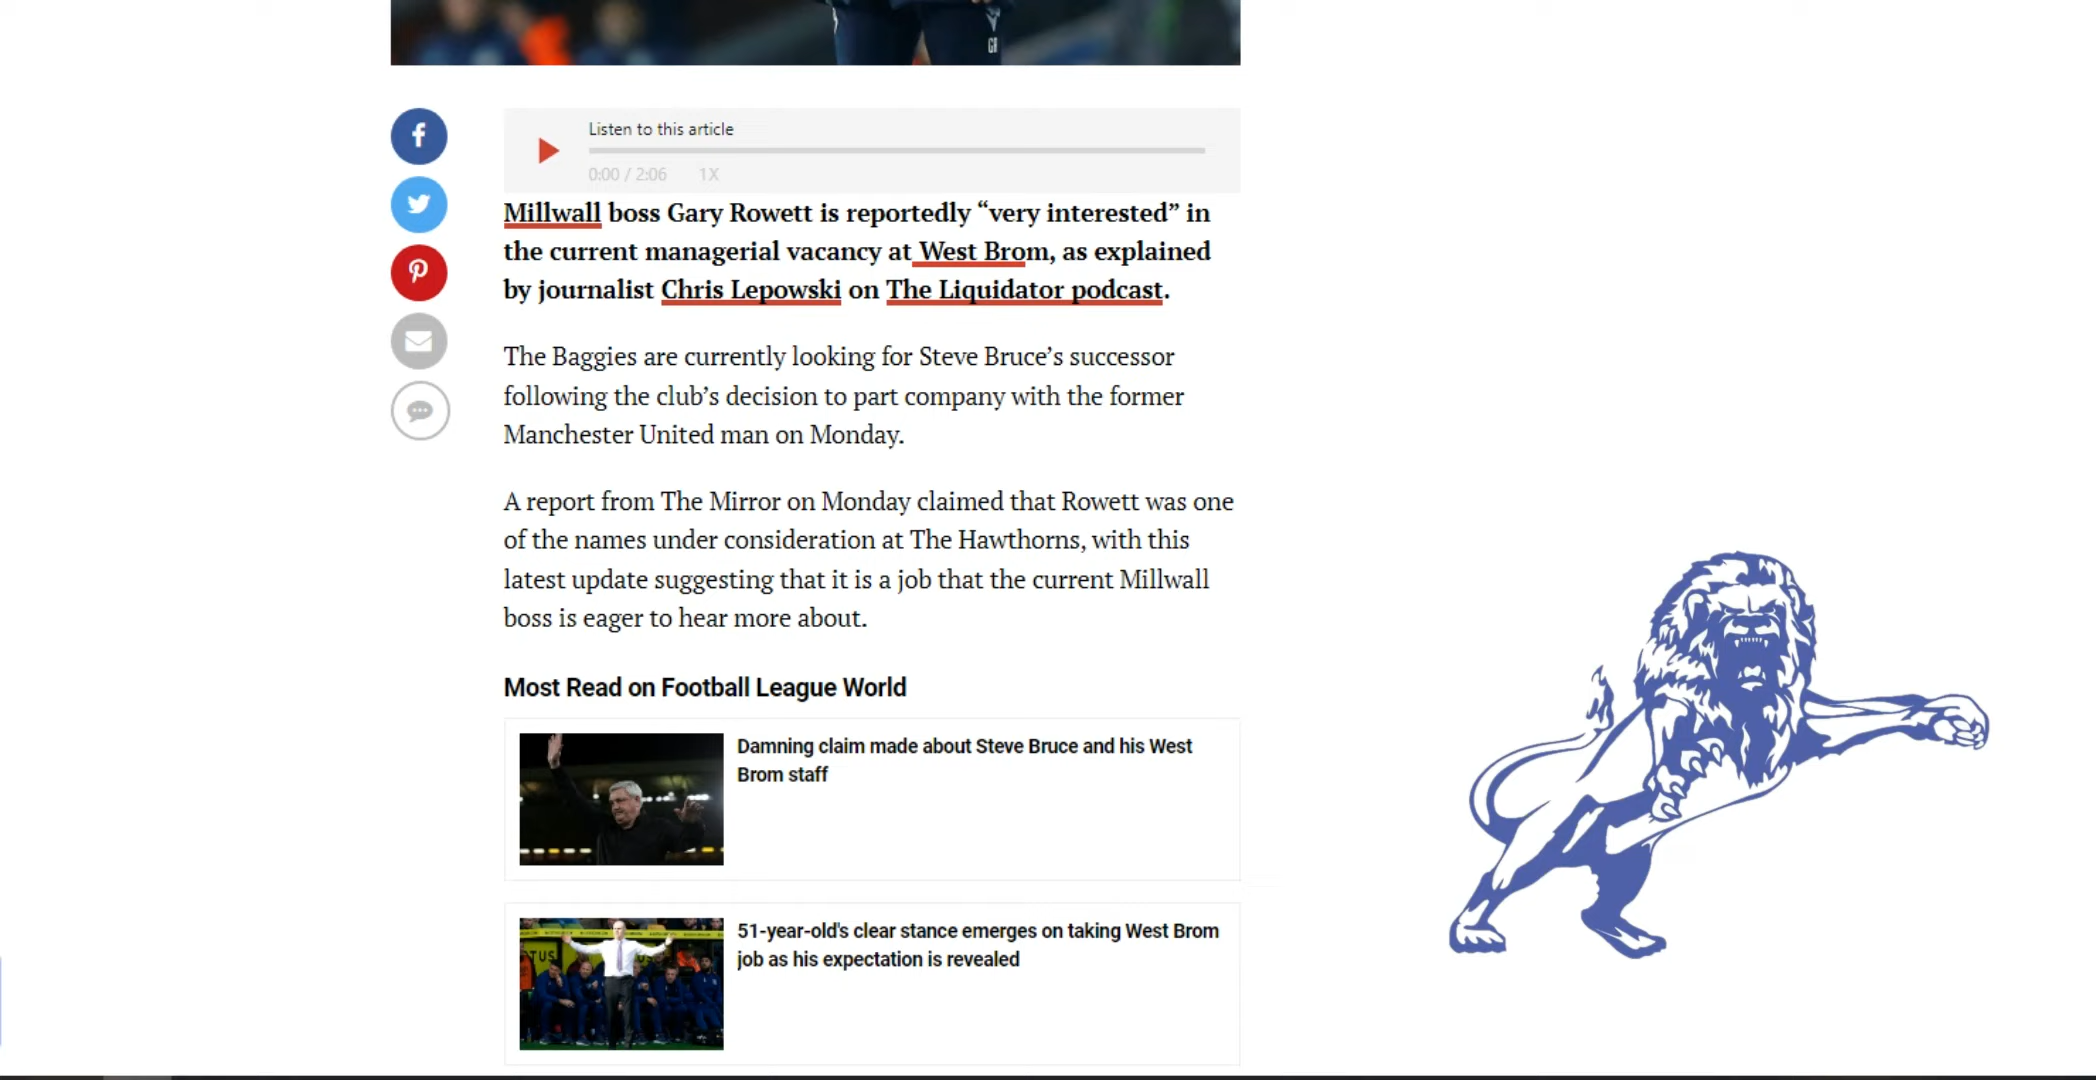 GR
Listen to this article
0:00 / 2:06 1X
Millwall boss Gary Rowett is reportedly “very interested” in
the current managerial vacancy at West Brom, as explained
by journalist Chris Lepowski on The Liquidator podcast.
The Baggies are currently looking for Steve Bruce’s successor
following the club’s decision to part company with the former
Manchester United man on Monday.
A report from The Mirror on Monday claimed that Rowett was one
of the names under consideration at The Hawthorns, with this
latest update suggesting that it is a job that the current Millwall
boss is eager to hear more about.
Most Read on Football League World
Damning claim made about Steve Bruce and his West
Brom staff
51-year-old's clear stance emerges on taking West Brom
job as his expectation is revealed
TUS